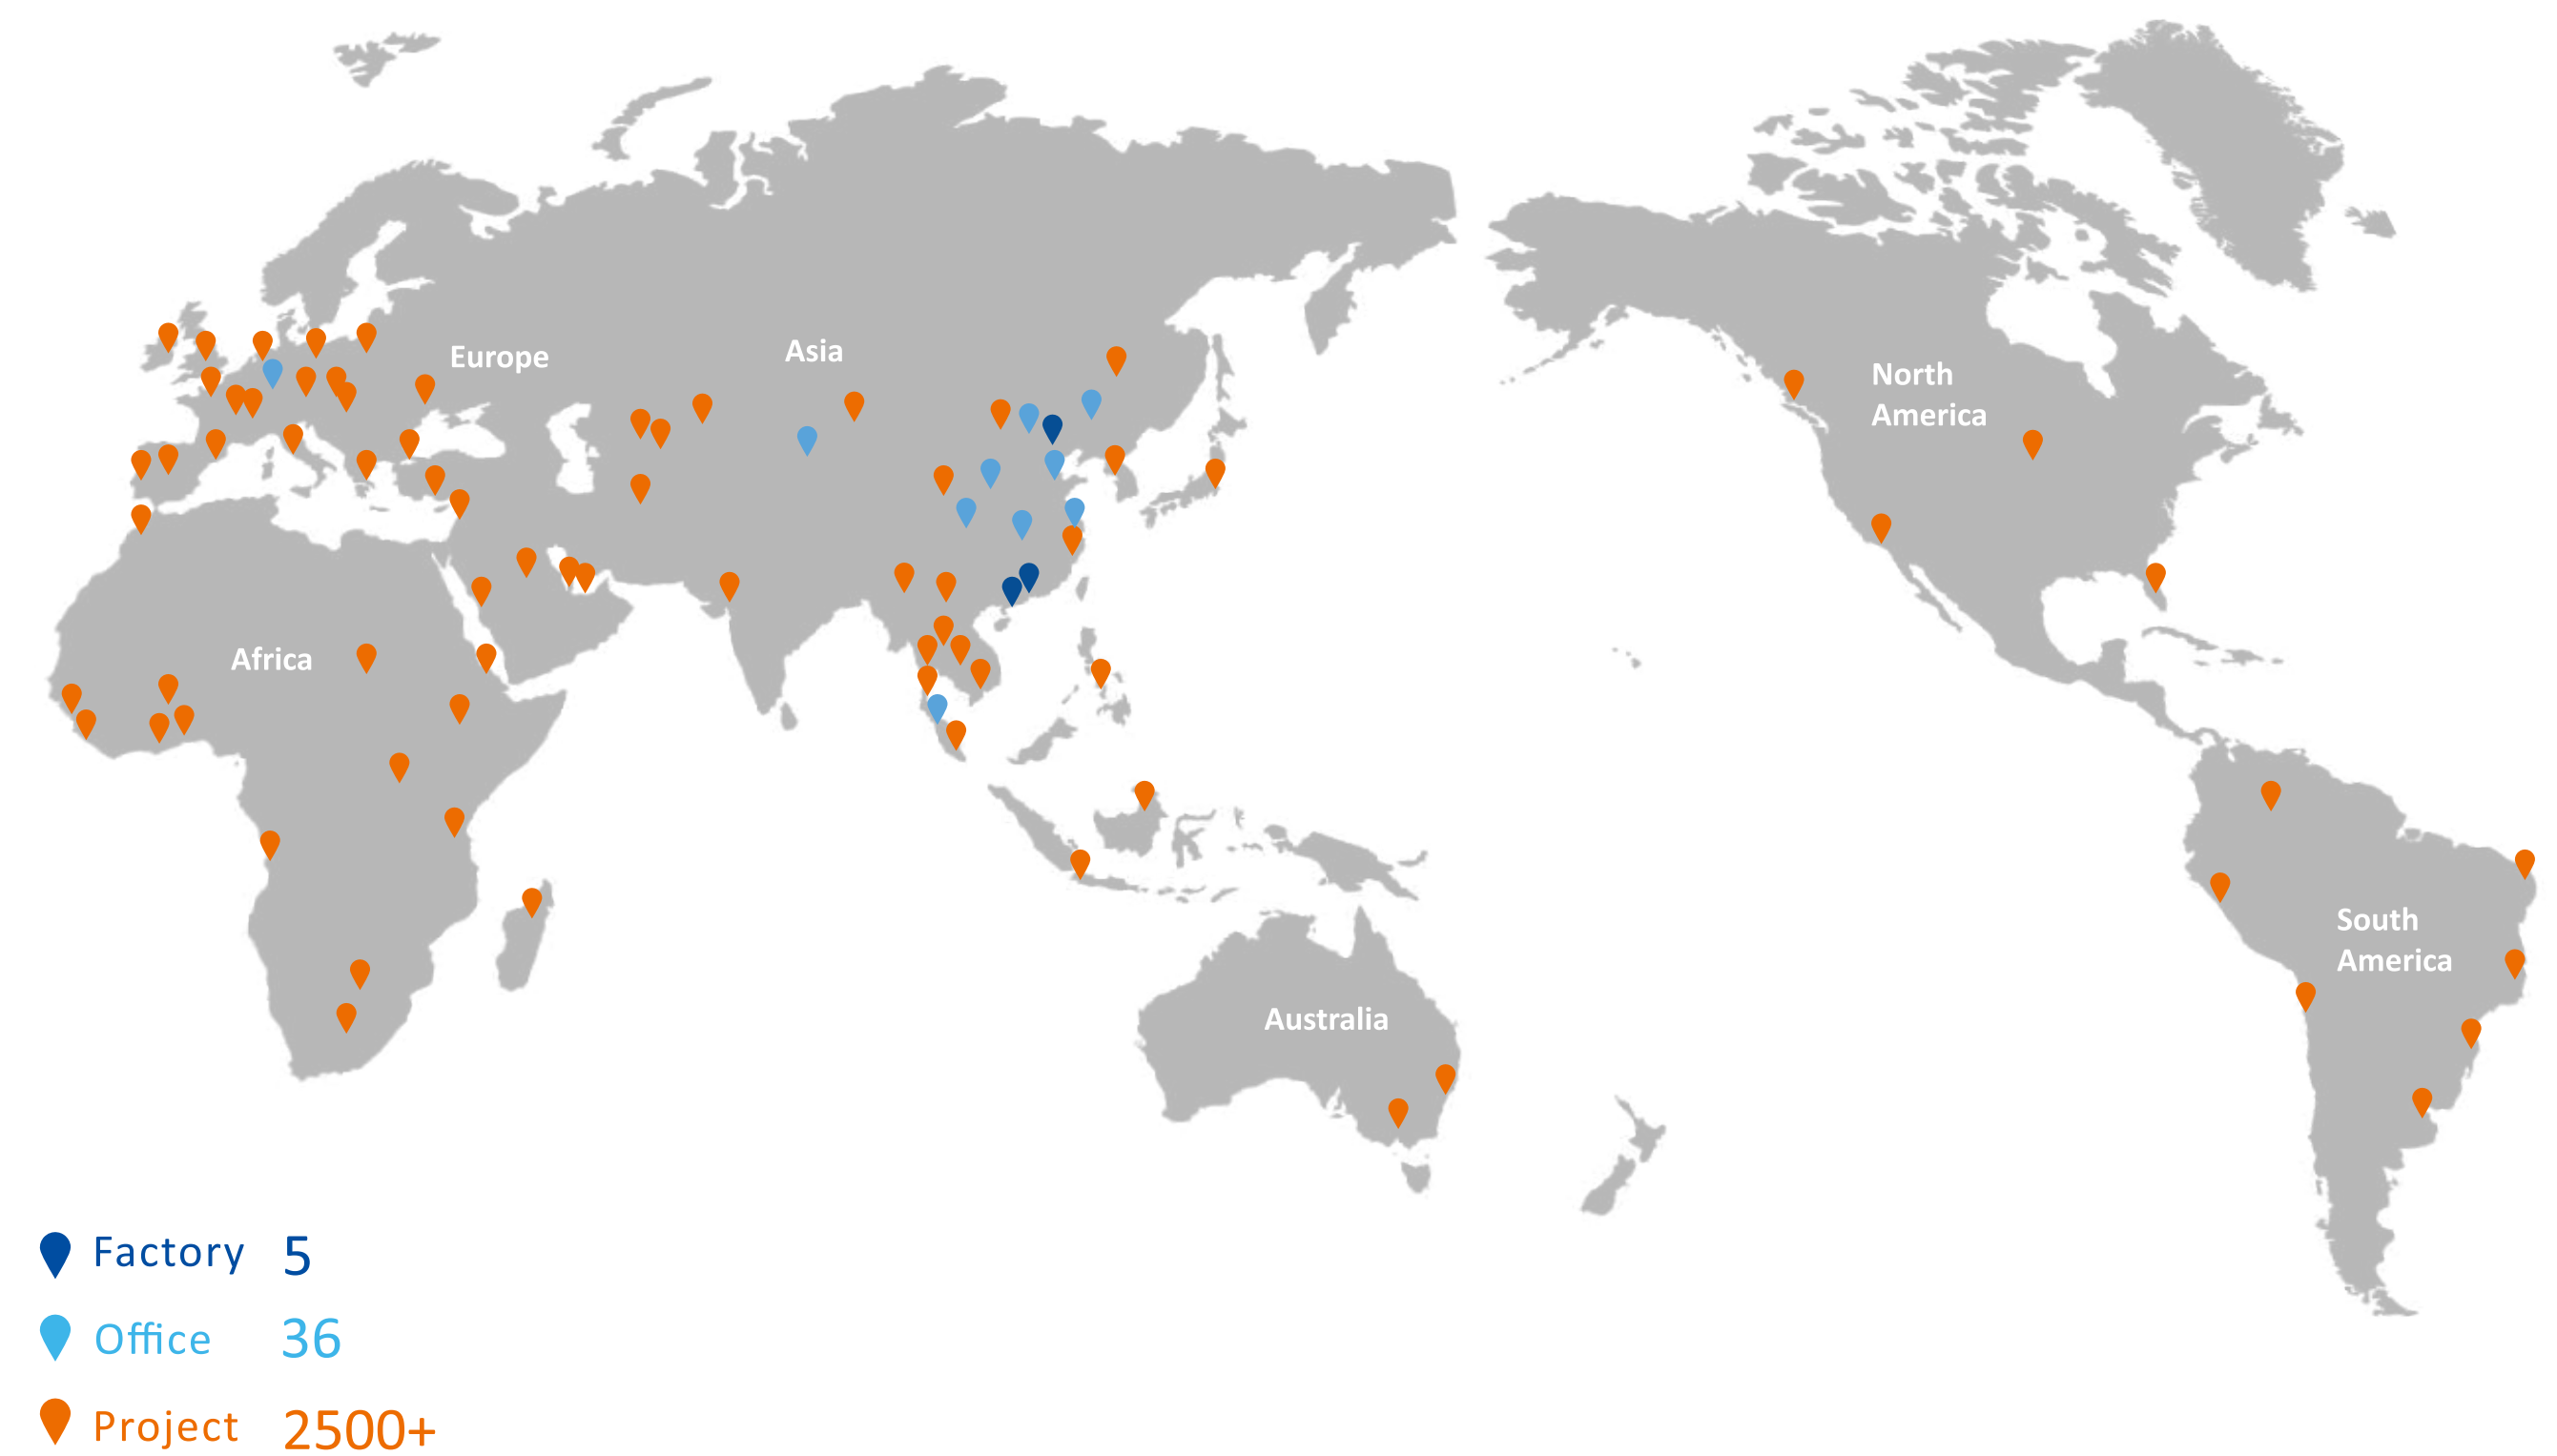 Europe
Asia
North
America
Africa
South
America
Australia
Factory 5
Office 36
Project 2500+